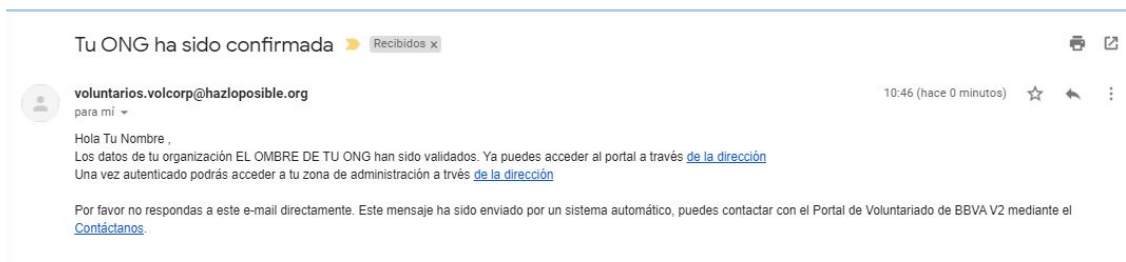 Tu ONG ha sido confirmada Recibidos x
voluntarios.volcorp@hazloposible.org 10:46 (hace 0 minutos)
para mí
Hola Tu Nombre ,
Los datos de tu organización EL OMBRE DE TU ONG han sido validados. Ya puedes acceder al portal a través de la dirección
Una vez autenticado podrás acceder a tu zona de administración a trvés de la dirección
Por favor no respondas a este e-mail directamente. Este mensaje ha sido enviado por un sistema automático, puedes contactar con el Portal de Voluntariado de BBVA V2 mediante el
Contáctanos.